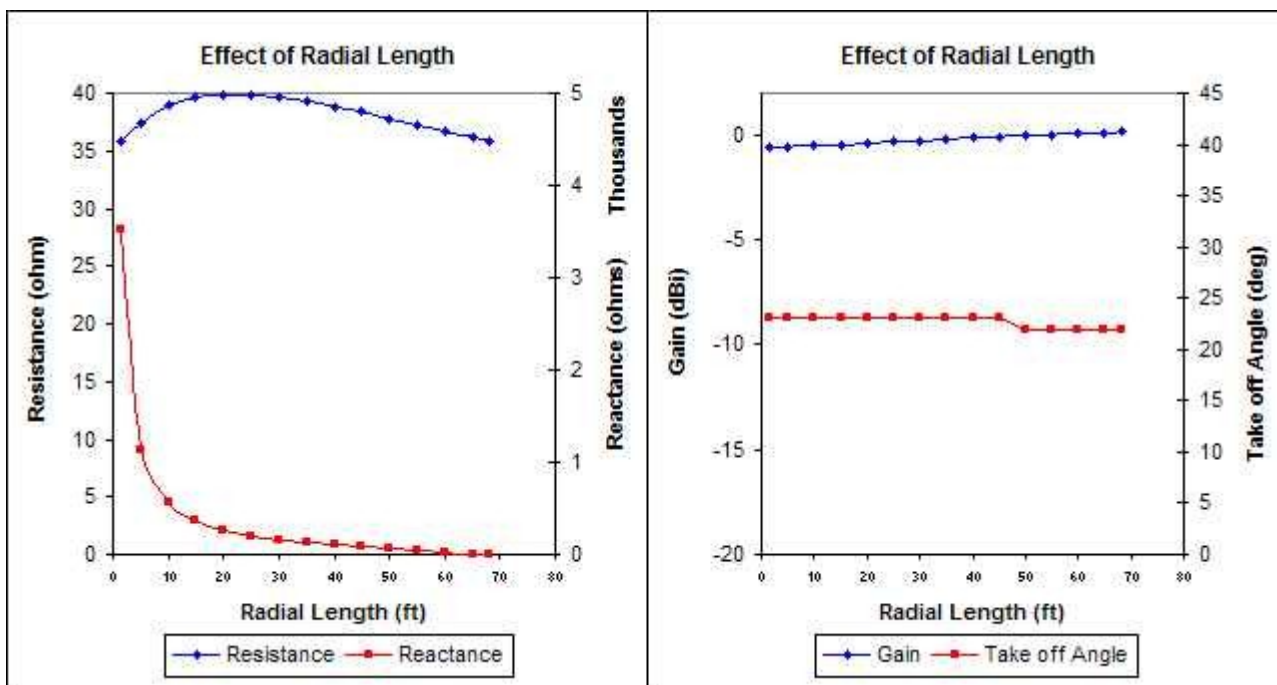 Effect of Radial Length
40
35
30
25
20
15
10
5
0
Resistance (ohm)
5
4
3
2
1
0
Thousands
Reactance (ohms)
0 10 20 30 40 50 60 70 80
Radial Length (ft)
Resistance Reactance
Effect of Radial Length
0
-5
-10
-15
-20
Gain (dBi)
45
40
35
30
25
20
15
10
5
0
Take off Angle (deg)
0 10 20 30 40 50 60 70 80
Radial Length (ft)
Gain Take off Angle